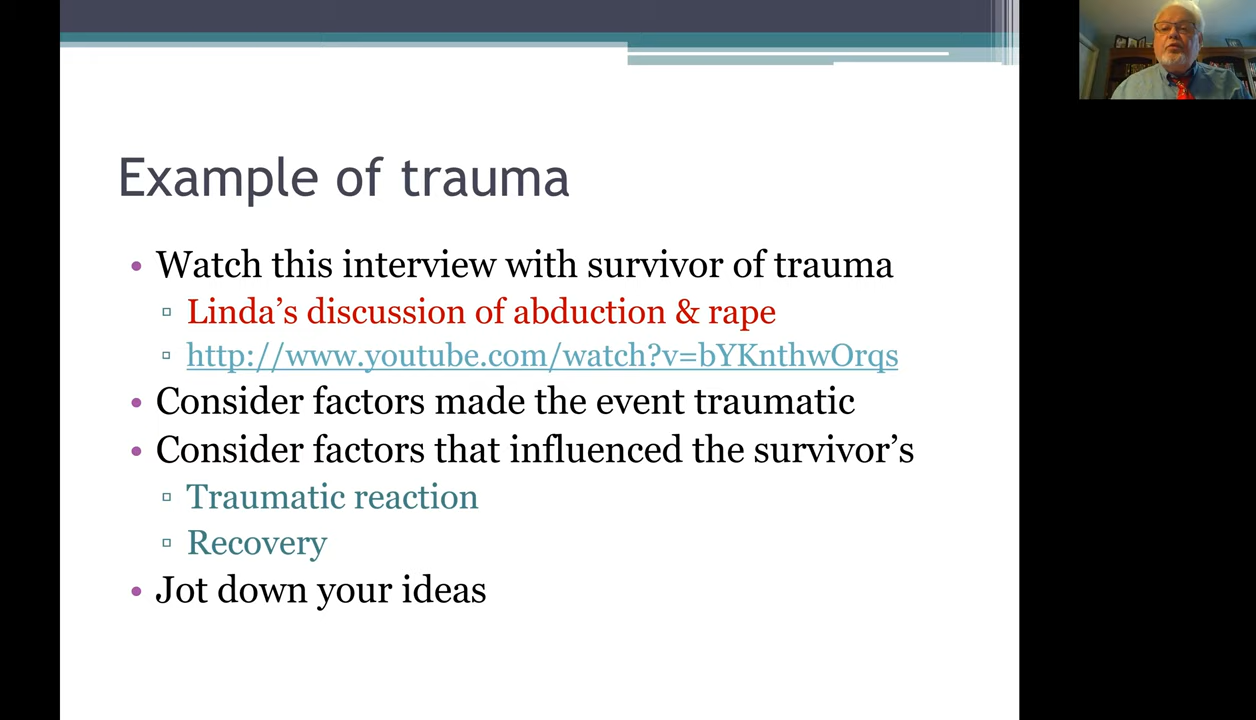 Example of trauma
• Watch this interview with survivor of trauma
▫ Linda’s discussion of abduction & rape
▫ http://www.youtube.com/watch?v=bYKnthwOrqs
• Consider factors made the event traumatic
• Consider factors that influenced the survivor’s
▫ Traumatic reaction
▫ Recovery
• Jot down your ideas